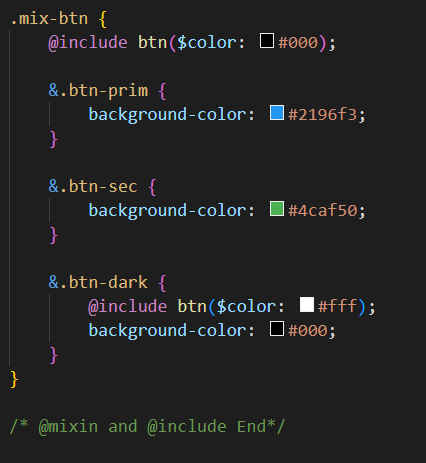 .mix-btn {
@include btn($color: #000);
&.btn-prim {
background-color: #2196f3;
}
&.btn-sec {
background-color: #4caf50;
}
&.btn-dark {
@include btn($color: #fff);
background-color: #000;
}
}
/* @mixin and @include End*/